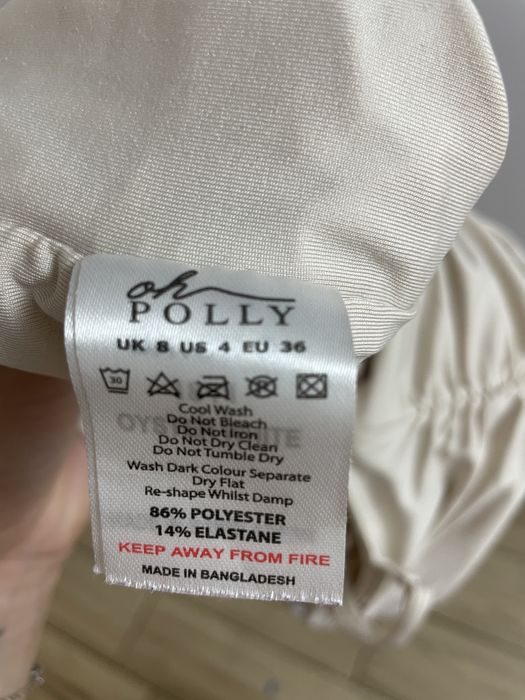 oh
POLLY
UK 8 US 4 EU 36
30
Cool Wash
Do Not Bleach
Do Not Iron
Do Not Dry Clean
Do Not Tumble Dry
Wash Dark Colour Separate
Dry Flat
Re-shape Whilst Damp
86% POLYESTER
14% ELASTANE
KEEP AWAY FROM FIRE
MADE IN BANGLADESH